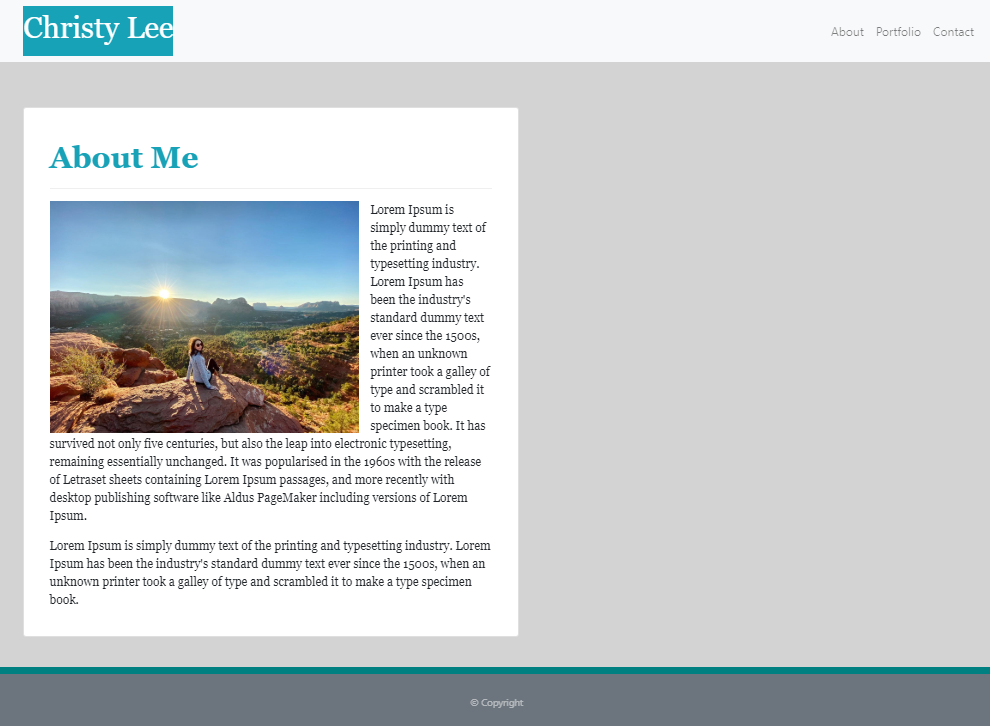 Christy Lee
About Portfolio Contact
About Me
Lorem Ipsum is
simply dummy text of
the printing and
typesetting industry.
Lorem Ipsum has
been the industry's
standard dummy text
ever since the 1500s,
when an unknown
printer took a galley of
type and scrambled it
to make a type
specimen book. It has
survived not only five centuries, but also the leap into electronic typesetting,
remaining essentially unchanged. It was popularised in the 1960s with the release
of Letraset sheets containing Lorem Ipsum passages, and more recently with
desktop publishing software like Aldus PageMaker including versions of Lorem
Ipsum.
Lorem Ipsum is simply dummy text of the printing and typesetting industry. Lorem
Ipsum has been the industry's standard dummy text ever since the 1500s, when an
unknown printer took a galley of type and scrambled it to make a type specimen
book.
© Copyright